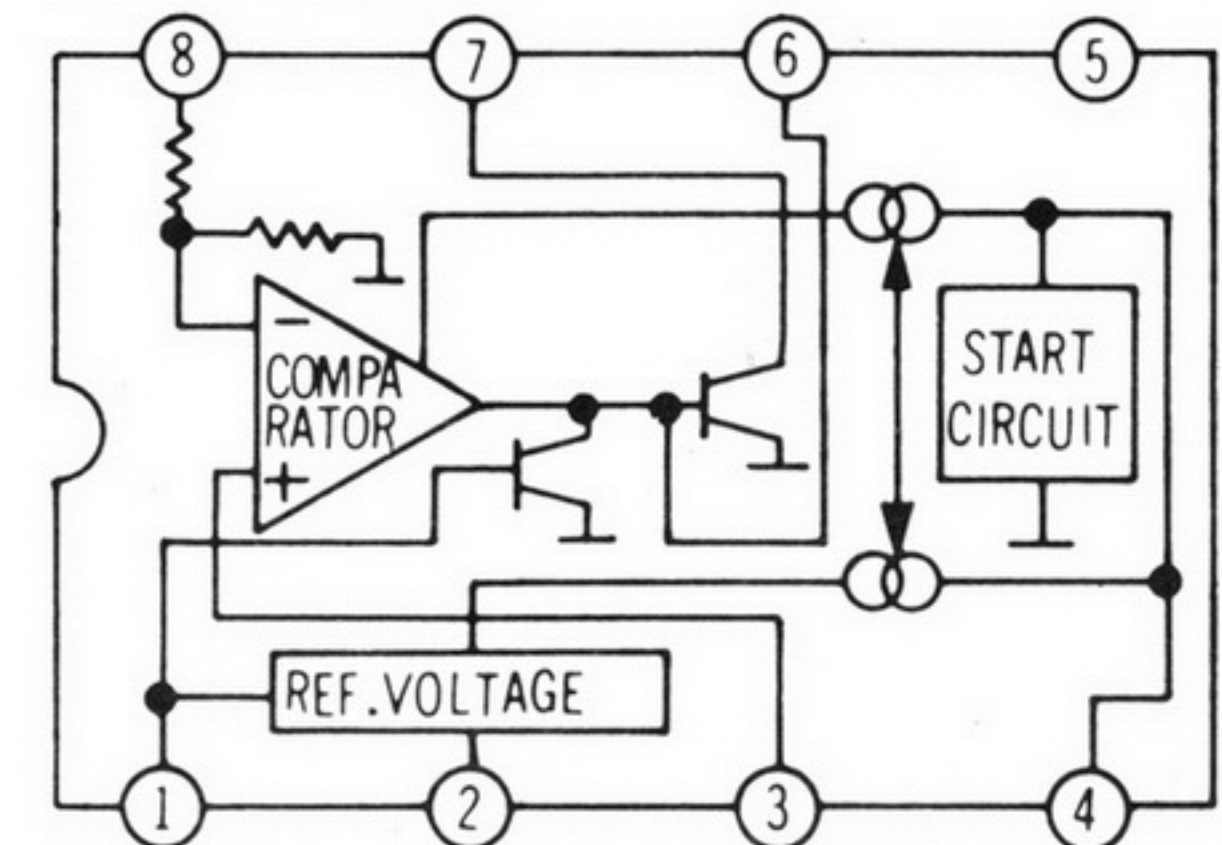 8 7 6 5
−
COMPA
RATOR
+
START
CIRCUIT
REF.VOLTAGE
1 2 3 4